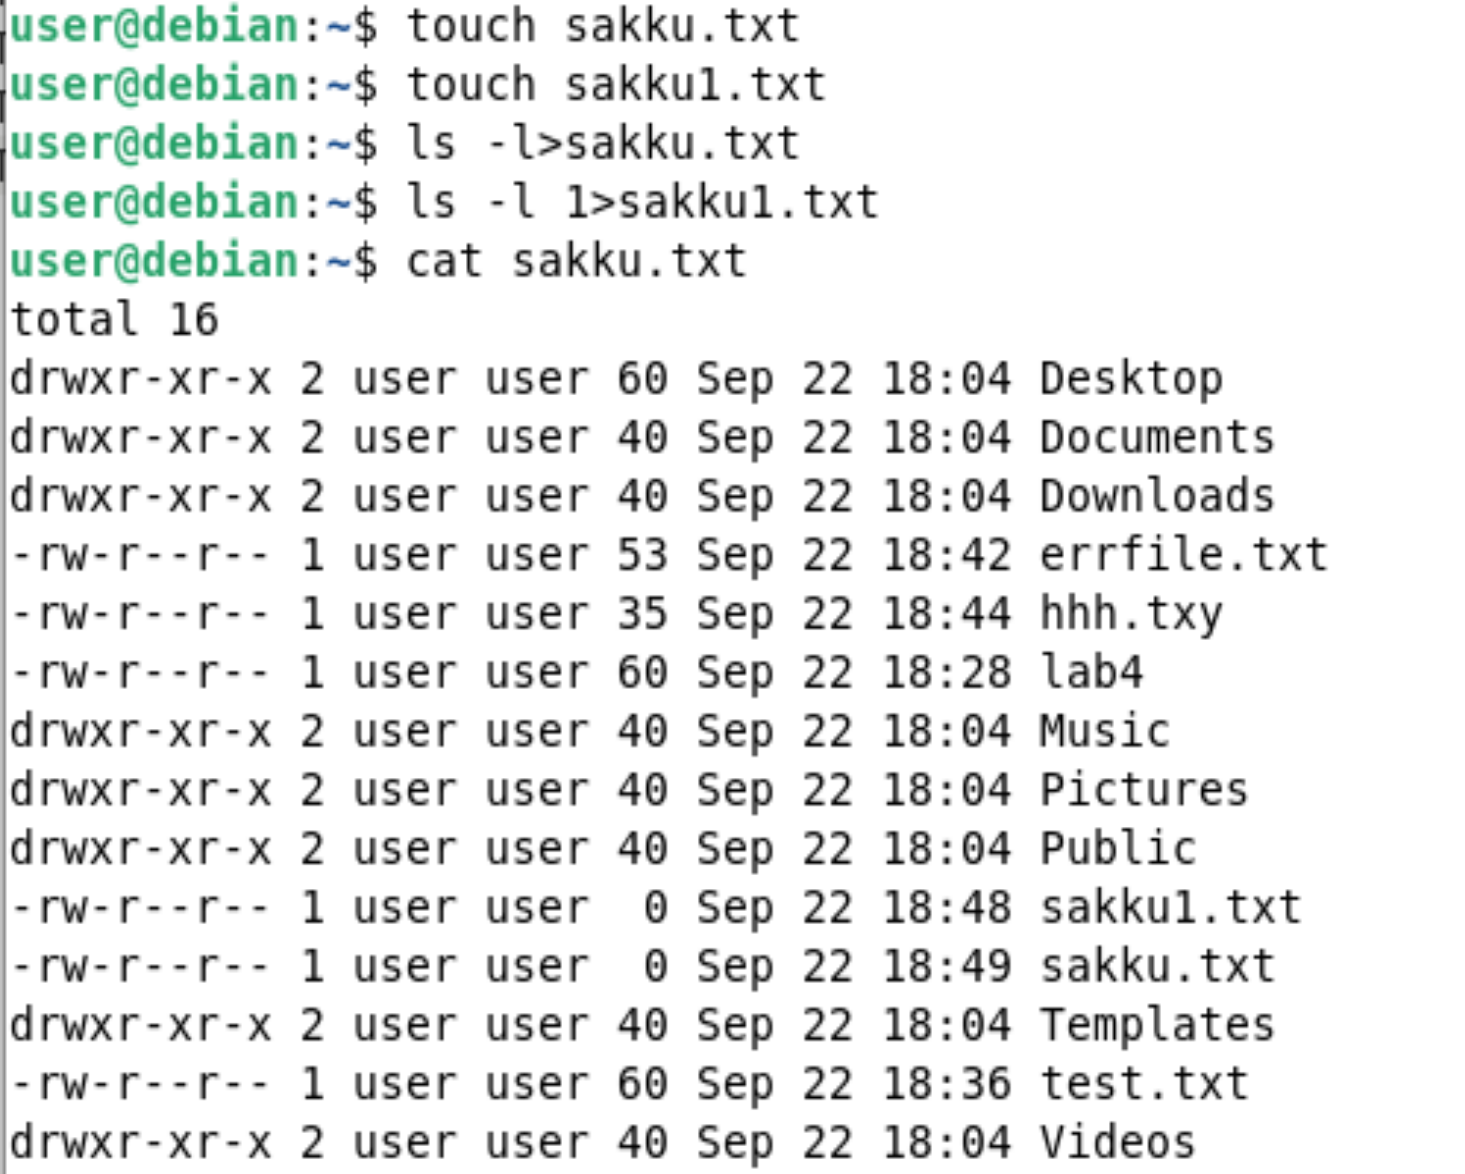 user@debian:~$ touch sakku.txt
user@debian:~$ touch sakku1.txt
user@debian:~$ ls -l>sakku.txt
user@debian:~$ ls -l 1>sakku1.txt
user@debian:~$ cat sakku.txt
total 16
drwxr-xr-x 2 user user 60 Sep 22 18:04 Desktop
drwxr-xr-x 2 user user 40 Sep 22 18:04 Documents
drwxr-xr-x 2 user user 40 Sep 22 18:04 Downloads
-rw-r--r-- 1 user user 53 Sep 22 18:42 errfile.txt
-rw-r--r-- 1 user user 35 Sep 22 18:44 hhh.txy
-rw-r--r-- 1 user user 60 Sep 22 18:28 lab4
drwxr-xr-x 2 user user 40 Sep 22 18:04 Music
drwxr-xr-x 2 user user 40 Sep 22 18:04 Pictures
drwxr-xr-x 2 user user 40 Sep 22 18:04 Public
-rw-r--r-- 1 user user  0 Sep 22 18:48 sakku1.txt
-rw-r--r-- 1 user user  0 Sep 22 18:49 sakku.txt
drwxr-xr-x 2 user user 40 Sep 22 18:04 Templates
-rw-r--r-- 1 user user 60 Sep 22 18:36 test.txt
drwxr-xr-x 2 user user 40 Sep 22 18:04 Videos